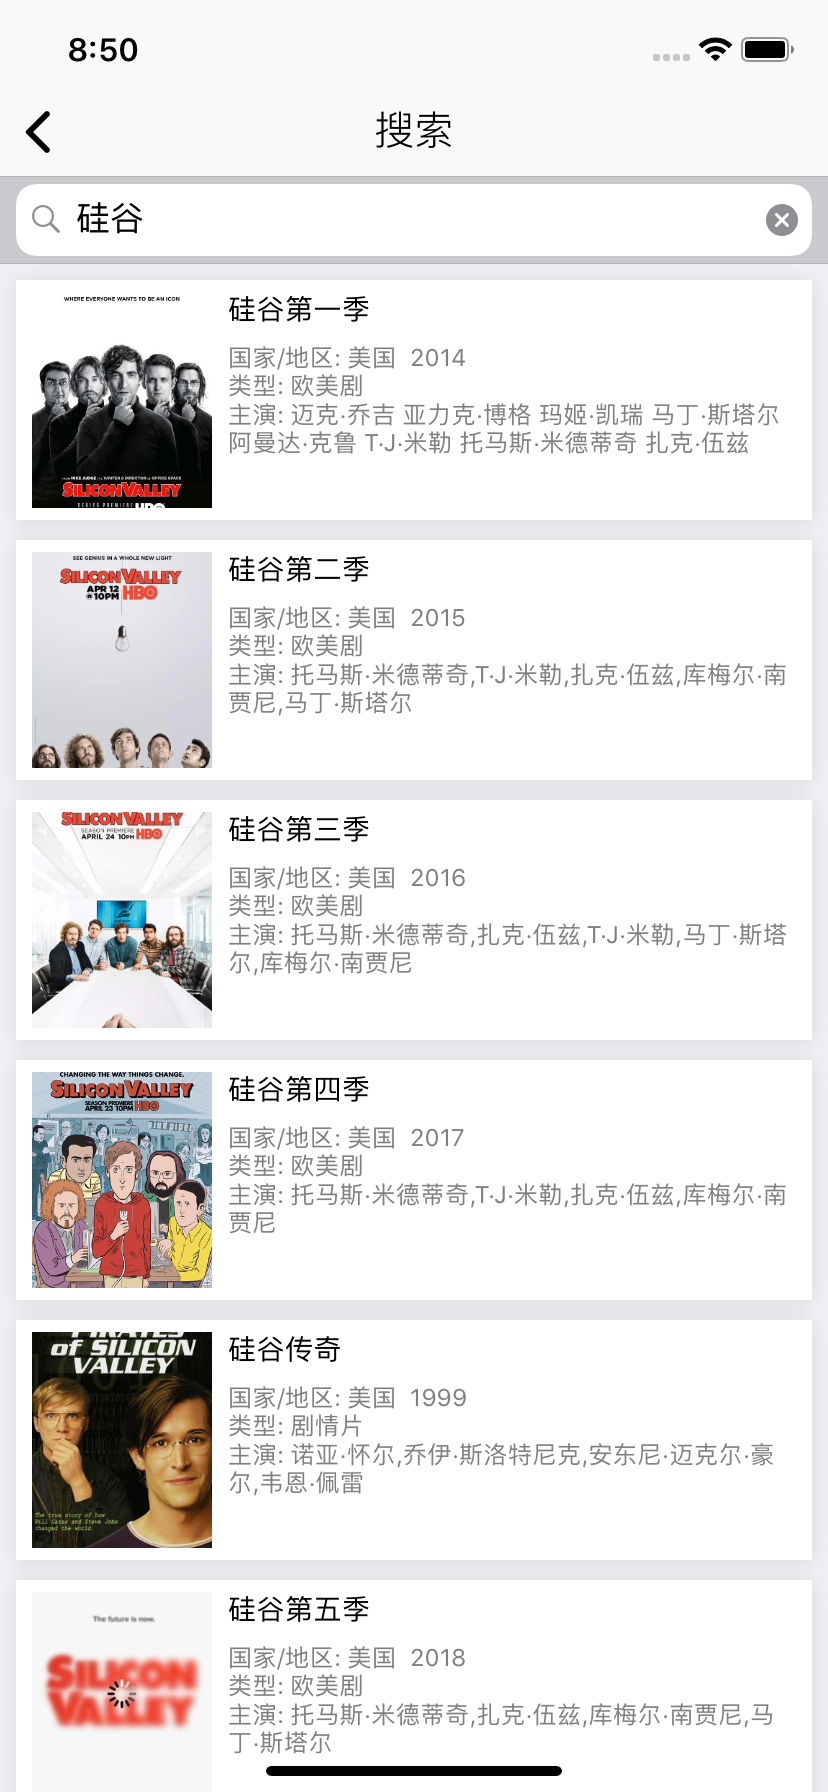 8:50
搜索
硅谷
WHERE EVERYONE WANTS TO BE AN ICON
FROM MIKE JUDGE THE WRITER & DIRECTOR OF OFFICE SPACE
SILICON VALLEY
SERIES PREMIERE HBO
硅谷第一季
国家/地区: 美国 2014
类型: 欧美剧
主演: 迈克·乔吉 亚力克·博格 玛姬·凯瑞 马丁·斯塔尔
阿曼达·克鲁 T·J·米勒 托马斯·米德蒂奇 扎克·伍兹
SEE GENIUS IN A WHOLE NEW LIGHT
SILICON VALLEY
APR 12
@ 10PM HBO
硅谷第二季
国家/地区: 美国 2015
类型: 欧美剧
主演: 托马斯·米德蒂奇,T·J·米勒,扎克·伍兹,库梅尔·南
贾尼,马丁·斯塔尔
SILICON VALLEY
SEASON PREMIERE
APRIL 24 10PM HBO
硅谷第三季
国家/地区: 美国 2016
类型: 欧美剧
主演: 托马斯·米德蒂奇,扎克·伍兹,T·J·米勒,马丁·斯塔
尔,库梅尔·南贾尼
CHANGING THE WAY THINGS CHANGE.
SILICON VALLEY
SEASON PREMIERE
APRIL 23 10PM HBO
硅谷第四季
国家/地区: 美国 2017
类型: 欧美剧
主演: 托马斯·米德蒂奇,T·J·米勒,扎克·伍兹,库梅尔·南
贾尼
PIRATES
of SILICON
VALLEY
The true story of how
Bill Gates and Steve Jobs
changed the world.
硅谷传奇
国家/地区: 美国 1999
类型: 剧情片
主演: 诺亚·怀尔,乔伊·斯洛特尼克,安东尼·迈克尔·豪
尔,韦恩·佩雷
The future is now.
SILICON
VALLEY
硅谷第五季
国家/地区: 美国 2018
类型: 欧美剧
主演: 托马斯·米德蒂奇,扎克·伍兹,库梅尔·南贾尼,马
丁·斯塔尔